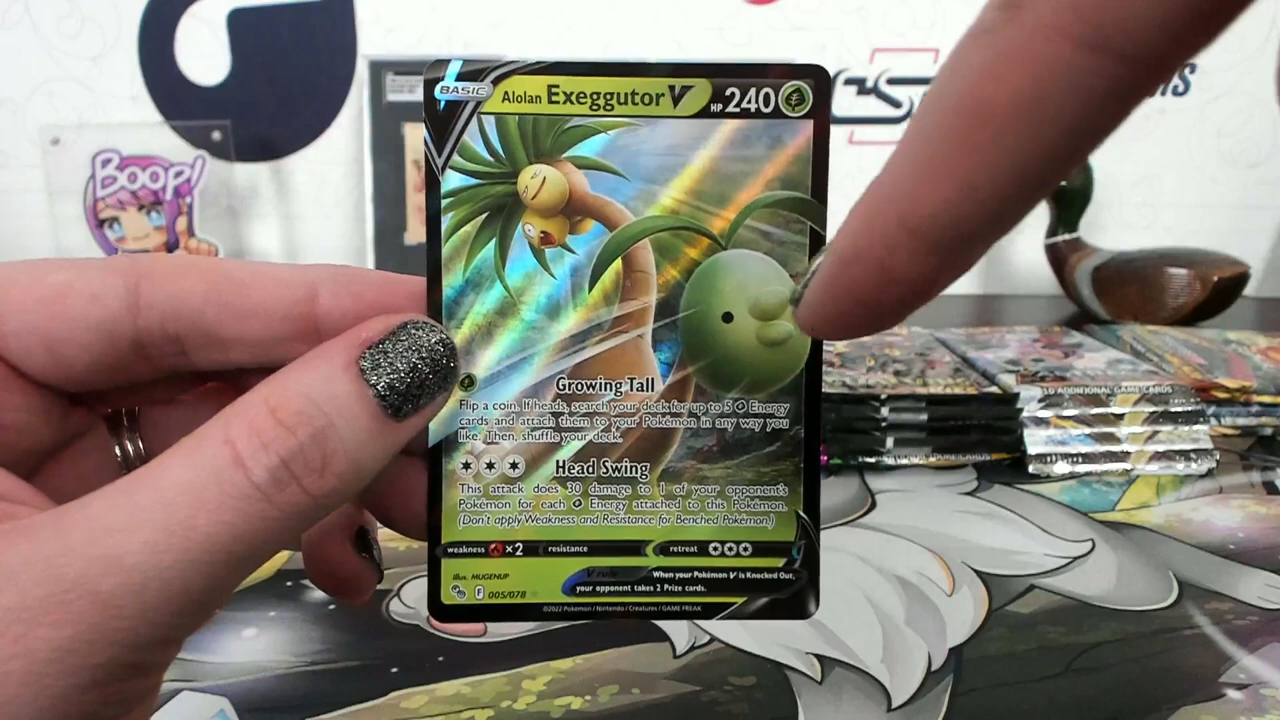 BOOP!
BASIC
Alolan Exeggutor V HP 240
Growing Tall
Flip a coin. If heads, search your deck for up to 5 Energy
cards and attach them to your Pokémon in any way you
like. Then, shuffle your deck.
Head Swing
This attack does 30 damage to 1 of your opponent's
Pokémon for each Energy attached to this Pokémon.
(Don't apply Weakness and Resistance for Benched Pokémon.)
weakness ×2 resistance retreat
V rule When your Pokémon V is Knocked Out,
your opponent takes 2 Prize cards.
Illus. MUGENUP
F 005/078
©2022 Pokémon / Nintendo / Creatures / GAME FREAK
10 ADDITIONAL GAME CARDS